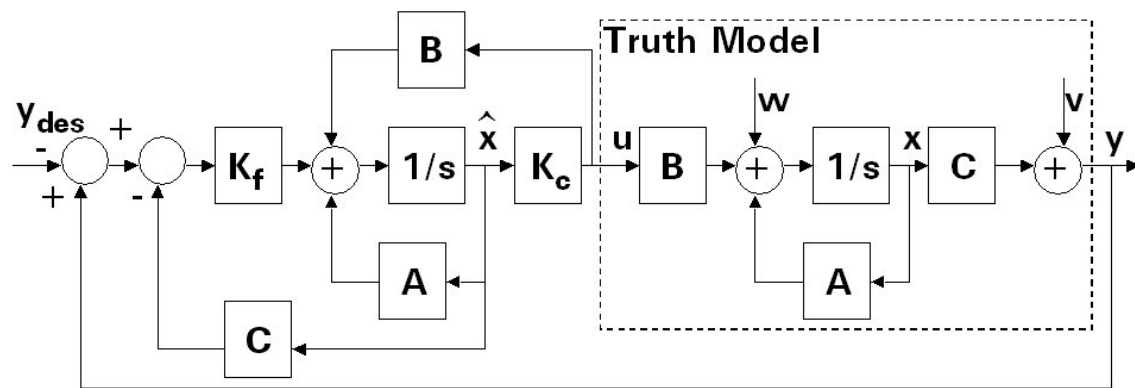 Truth Model
B
y_des
-
+
+
-
K_f
+
1/s
x̂
K_c
u
B
w
+
1/s
x
C
v
+
y
A
A
C